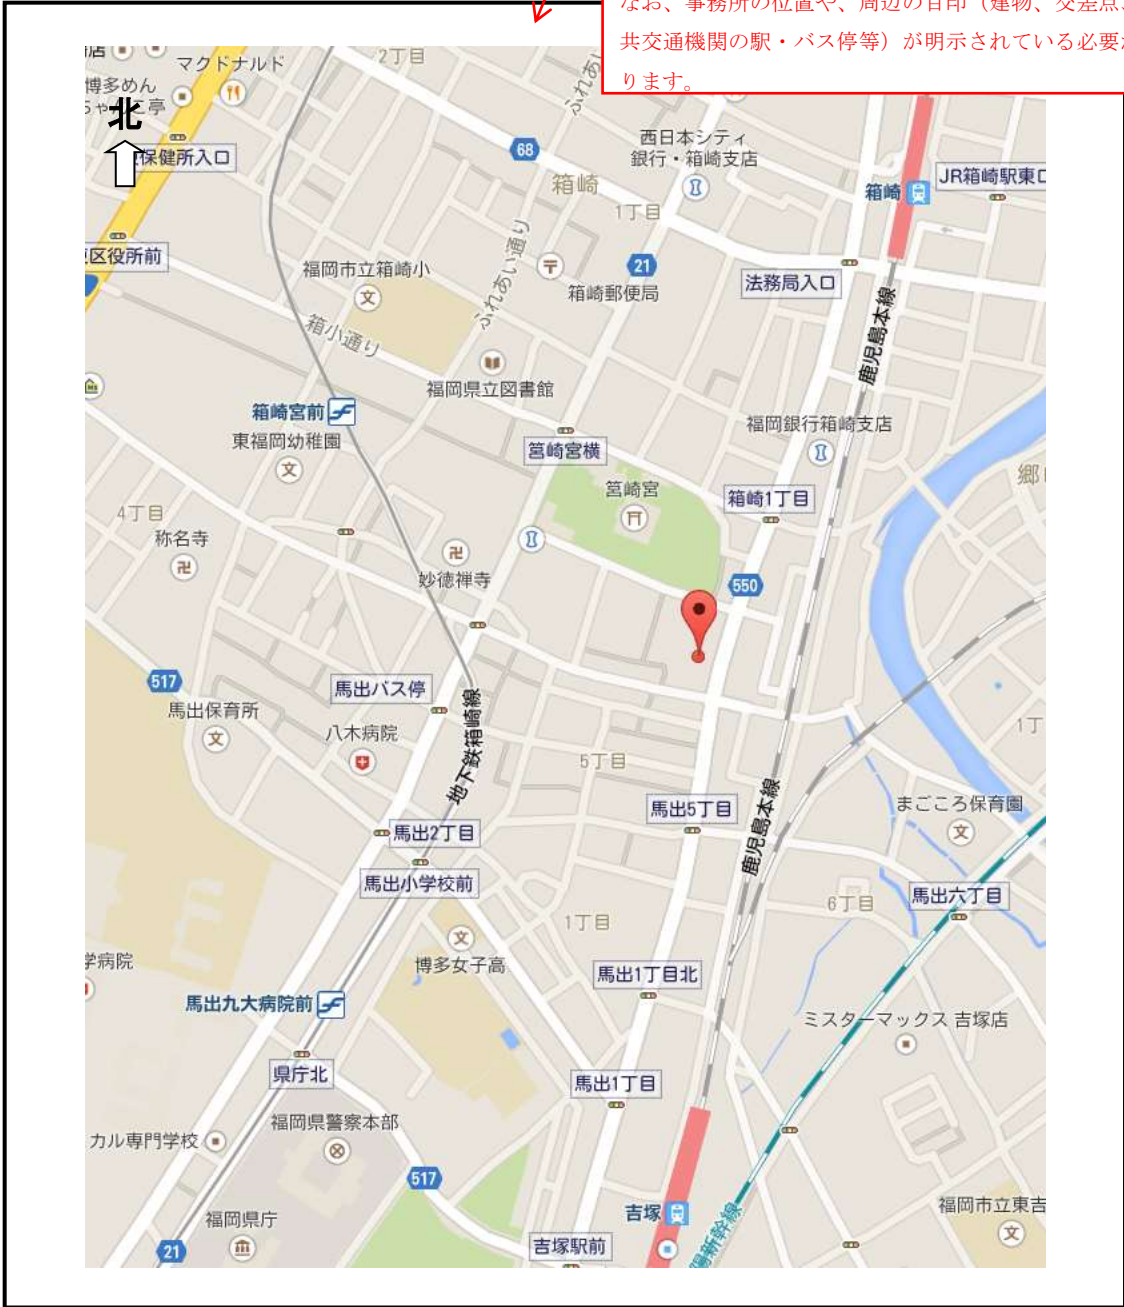 なお、事務所の位置や、周辺の目印（建物、交差点、
共交通機関の駅・バス停等）が明示されている必要が
ります。
店
マクドナルド
2丁目
ふれあい
博多めん
北
保健所入口
68
西日本シティ
銀行・箱崎支店
箱崎
1丁目
箱崎
JR箱崎駅東口
区役所前
福岡市立箱崎小
ふれあい通り
21
箱崎郵便局
法務局入口
箱小通り
鹿児島本線
福岡県立図書館
箱崎宮前
東福岡幼稚園
福岡銀行箱崎支店
筥崎宮横
筥崎宮
箱崎1丁目
郷
4丁目
称名寺
妙徳禅寺
550
517
馬出保育所
馬出バス停
八木病院
地下鉄箱崎線
5丁目
1丁
馬出5丁目
鹿児島本線
まごころ保育園
馬出2丁目
馬出小学校前
6丁目
馬出六丁目
1丁目
学病院
博多女子高
馬出1丁目北
馬出九大病院前
ミスターマックス 吉塚店
県庁北
馬出1丁目
福岡県警察本部
カル専門学校
517
福岡県庁
21
吉塚
吉塚駅前
陽新幹線
福岡市立東吉